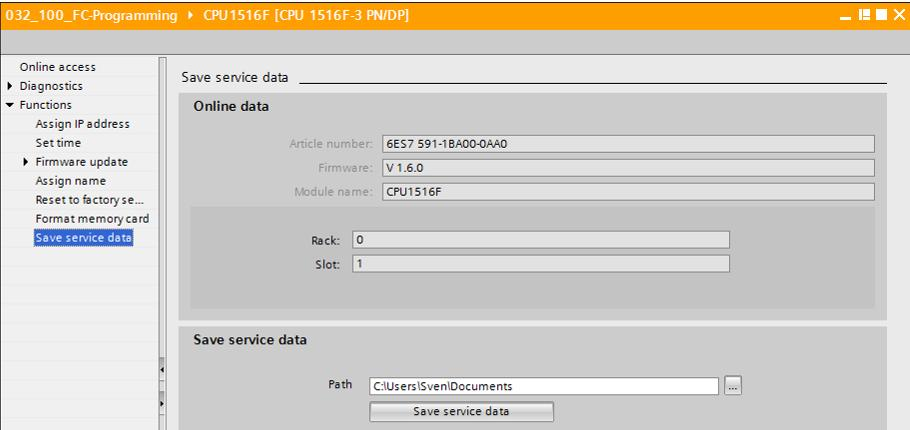 032_100_FC-Programming ▸ CPU1516F [CPU 1516F-3 PN/DP]
Online access
Diagnostics
Functions
Assign IP address
Set time
Firmware update
Assign name
Reset to factory se...
Format memory card
Save service data
Save service data
Online data
Article number: 6ES7 591-1BA00-0AA0
Firmware: V 1.6.0
Module name: CPU1516F
Rack: 0
Slot: 1
Save service data
Path C:\Users\Sven\Documents ...
Save service data